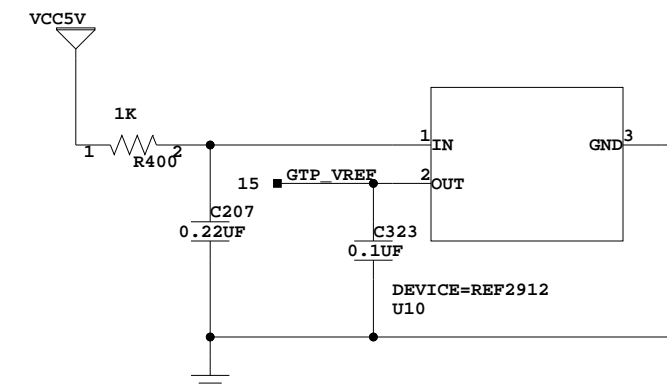 VCC5V
1K
1
2
R400
1
IN
GND
3
15
GTP_VREF
2
OUT
C207
0.22UF
C323
0.1UF
DEVICE=REF2912
U10